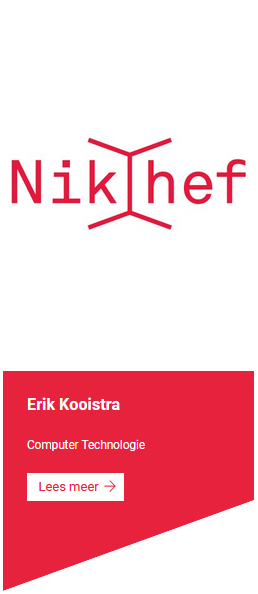 Nikhef
Erik Kooistra
Computer Technologie
Lees meer →